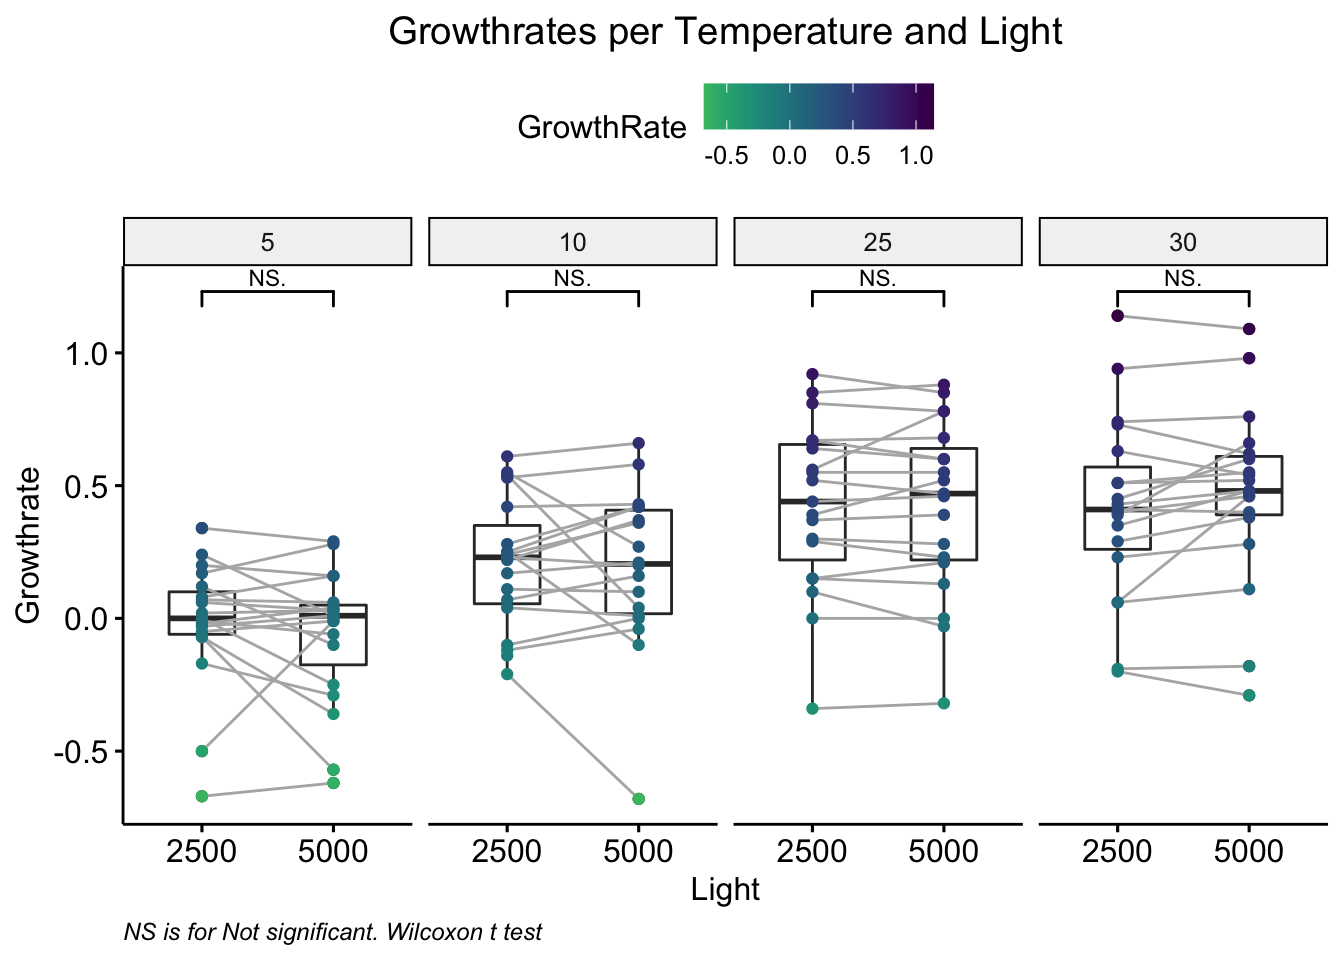 Growthrates per Temperature and Light
GrowthRate
-0.5 0.0 0.5 1.0
5 10 25 30
NS. NS. NS. NS.
1.0
0.5
0.0
-0.5
Growthrate
2500 5000 2500 5000 2500 5000 2500 5000
Light
NS is for Not significant. Wilcoxon t test